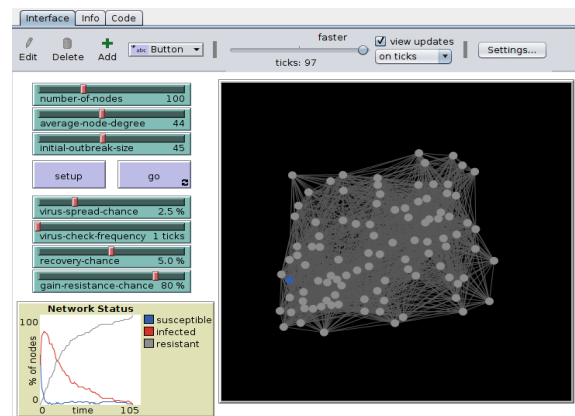 Interface Info Code
faster
view updates
Edit Delete Add abc Button on ticks Settings...
ticks: 97
number-of-nodes 100
average-node-degree 44
initial-outbreak-size 45
setup go
virus-spread-chance 2.5 %
virus-check-frequency 1 ticks
recovery-chance 5.0 %
gain-resistance-chance 80 %
Network Status
100
susceptible
infected
resistant
% of nodes
0
0 time 105